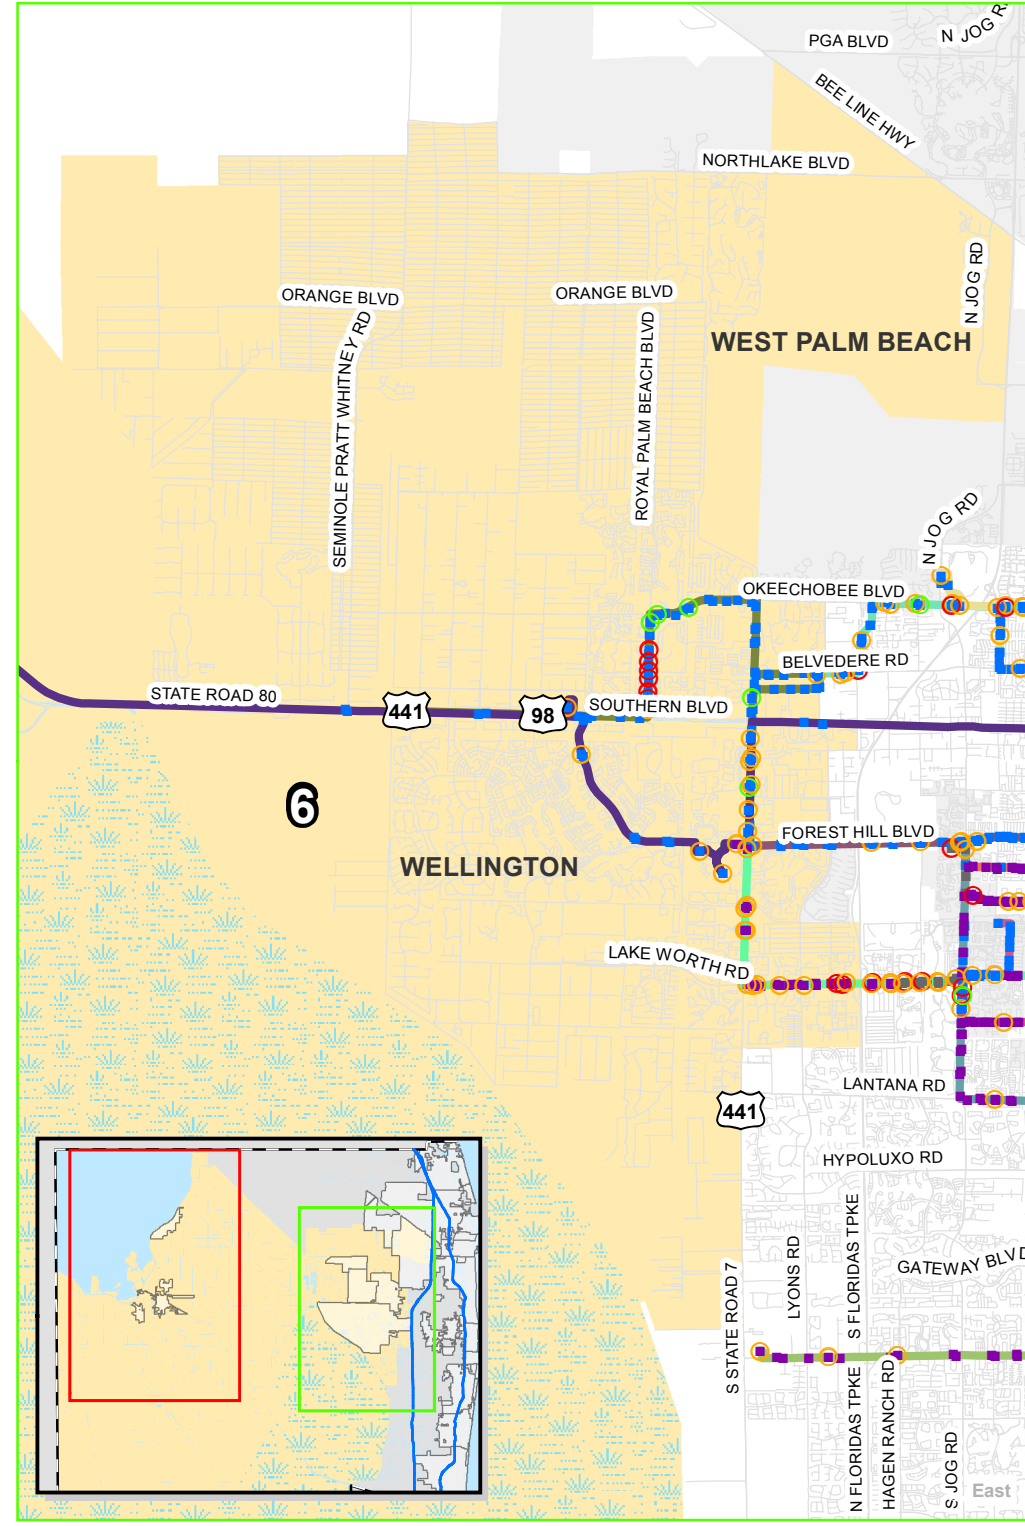 N JOG R
PGA BLVD
BEE LINE HWY
NORTHLAKE BLVD
N JOG RD
ORANGE BLVD
ORANGE BLVD
SEMINOLE PRATT WHITNEY RD
ROYAL PALM BEACH BLVD
WEST PALM BEACH
N JOG RD
OKEECHOBEE BLVD
BELVEDERE RD
STATE ROAD 80
441
98
SOUTHERN BLVD
6
FOREST HILL BLVD
WELLINGTON
LAKE WORTH RD
LANTANA RD
441
HYPOLUXO RD
S STATE ROAD 7
LYONS RD
S FLORIDAS TPKE
GATEWAY BLVD
N FLORIDAS TPKE
HAGEN RANCH RD
S JOG RD
East